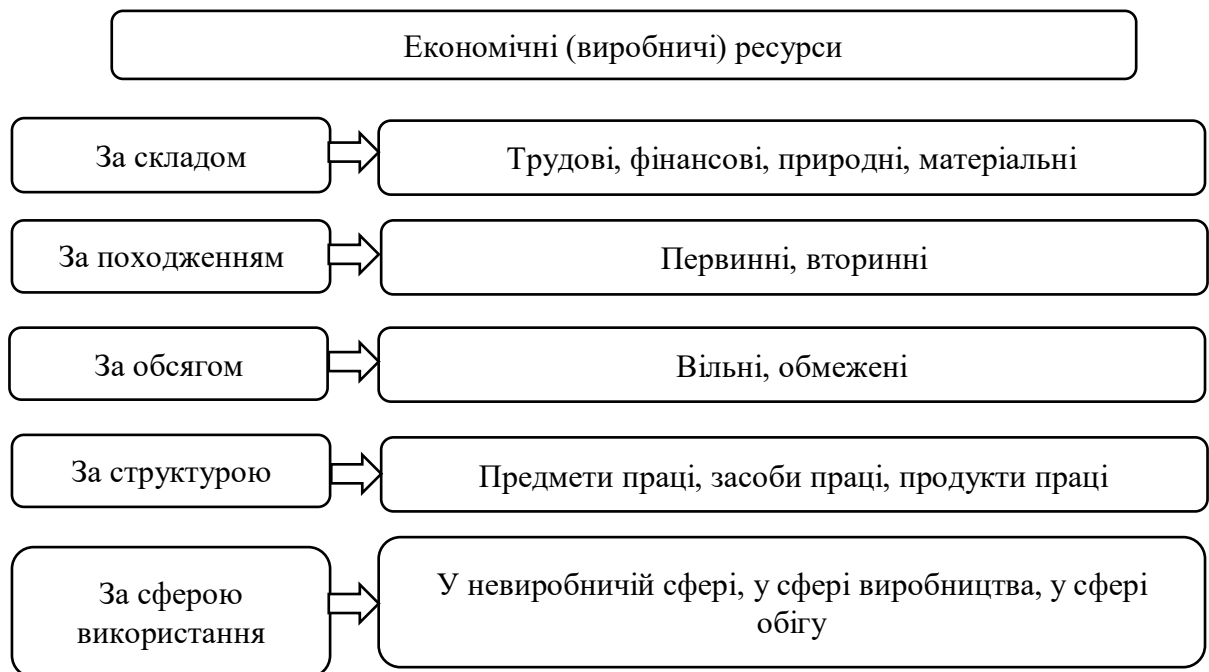 Економічні (виробничі) ресурси
За складом
Трудові, фінансові, природні, матеріальні
За походженням
Первинні, вторинні
За обсягом
Вільні, обмежені
За структурою
Предмети праці, засоби праці, продукти праці
За сферою
використання
У невиробничій сфері, у сфері виробництва, у сфері
обігу